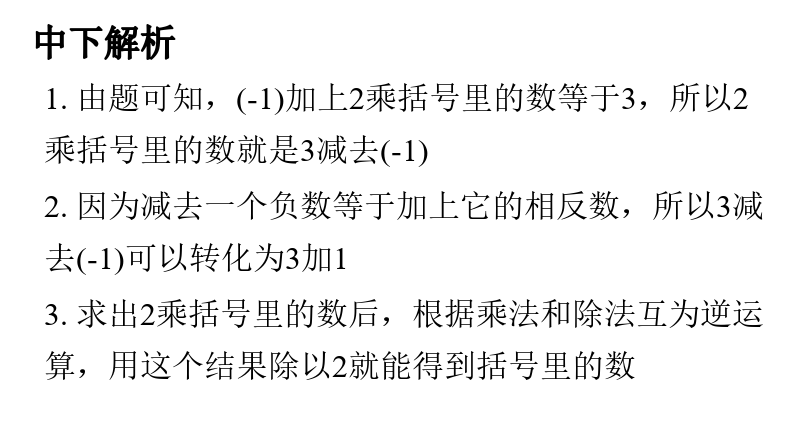 中下解析
1. 由题可知，(-1)加上2乘括号里的数等于3，所以2
乘括号里的数就是3减去(-1)
2. 因为减去一个负数等于加上它的相反数，所以3减
去(-1)可以转化为3加1
3. 求出2乘括号里的数后，根据乘法和除法互为逆运
算，用这个结果除以2就能得到括号里的数